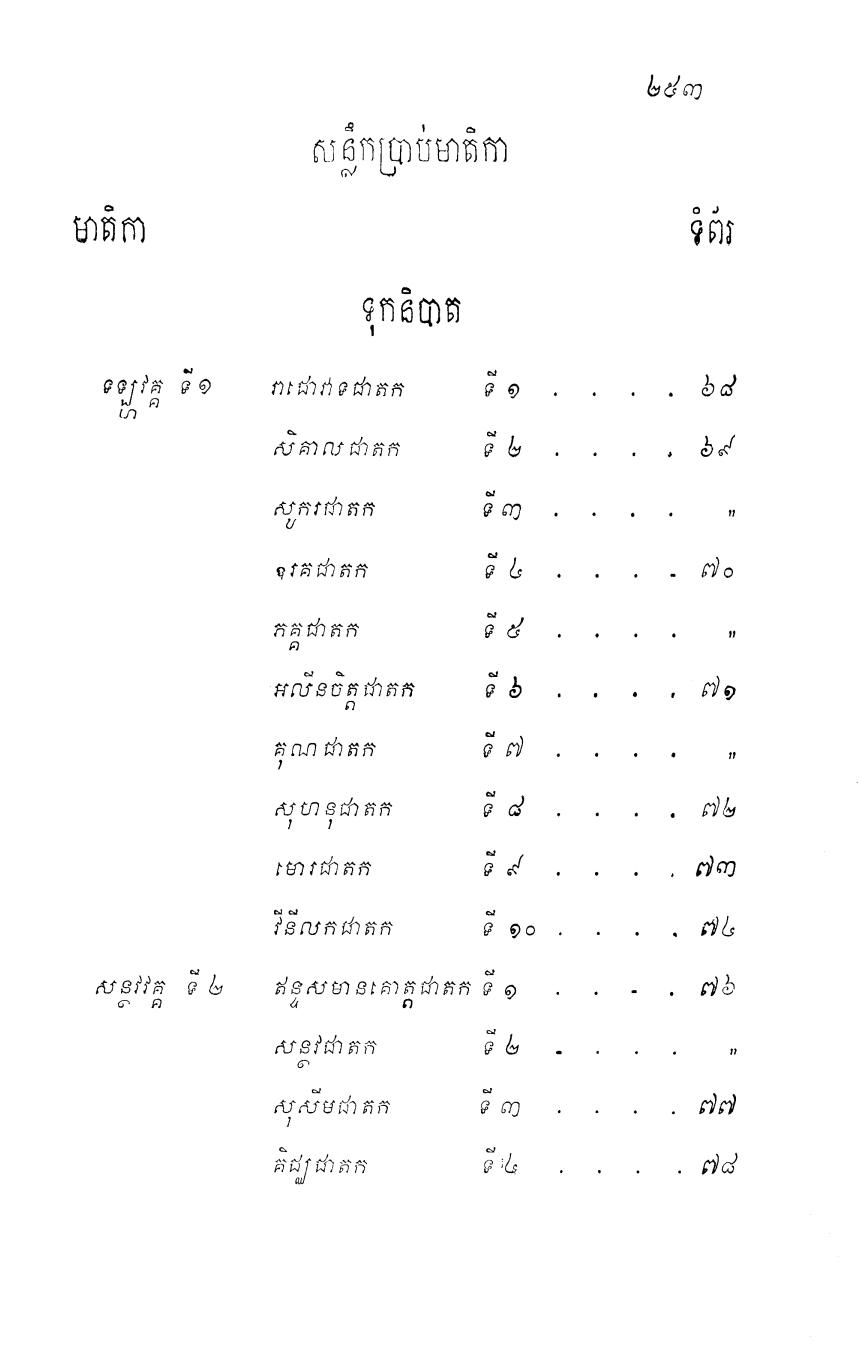 ២៥៣
សន្លឹកប្រាប់មាតិកា
មាតិកា ទំព័រ
ទុកនិបាត
ទឡ្ហវគ្គ ទី ១ រាជោវាទជាតក ទី ១ . . . . ៦៨
សិគាលជាតក ទី ២ . . . . ៦៩
សូករជាតក ទី ៣ . . . . "
ឧរគជាតក ទី ៤ . . . . ៧០
ភគ្គជាតក ទី ៥ . . . . "
អលីនចិត្តជាតក ទី ៦ . . . . ៧១
គុណជាតក ទី ៧ . . . . "
សុហនុជាតក ទី ៨ . . . . ៧២
មោរជាតក ទី ៩ . . . . ៧៣
វីនីលកជាតក ទី ១០ . . . . ៧៤
សន្ថវវគ្គ ទី ២ ឥន្ទសមានគោត្តជាតក ទី ១ . . . . ៧៦
សន្ថវជាតក ទី ២ . . . . "
សុសីមជាតក ទី ៣ . . . . ៧៧
គិជ្ឈជាតក ទី ៤ . . . . ៧៨